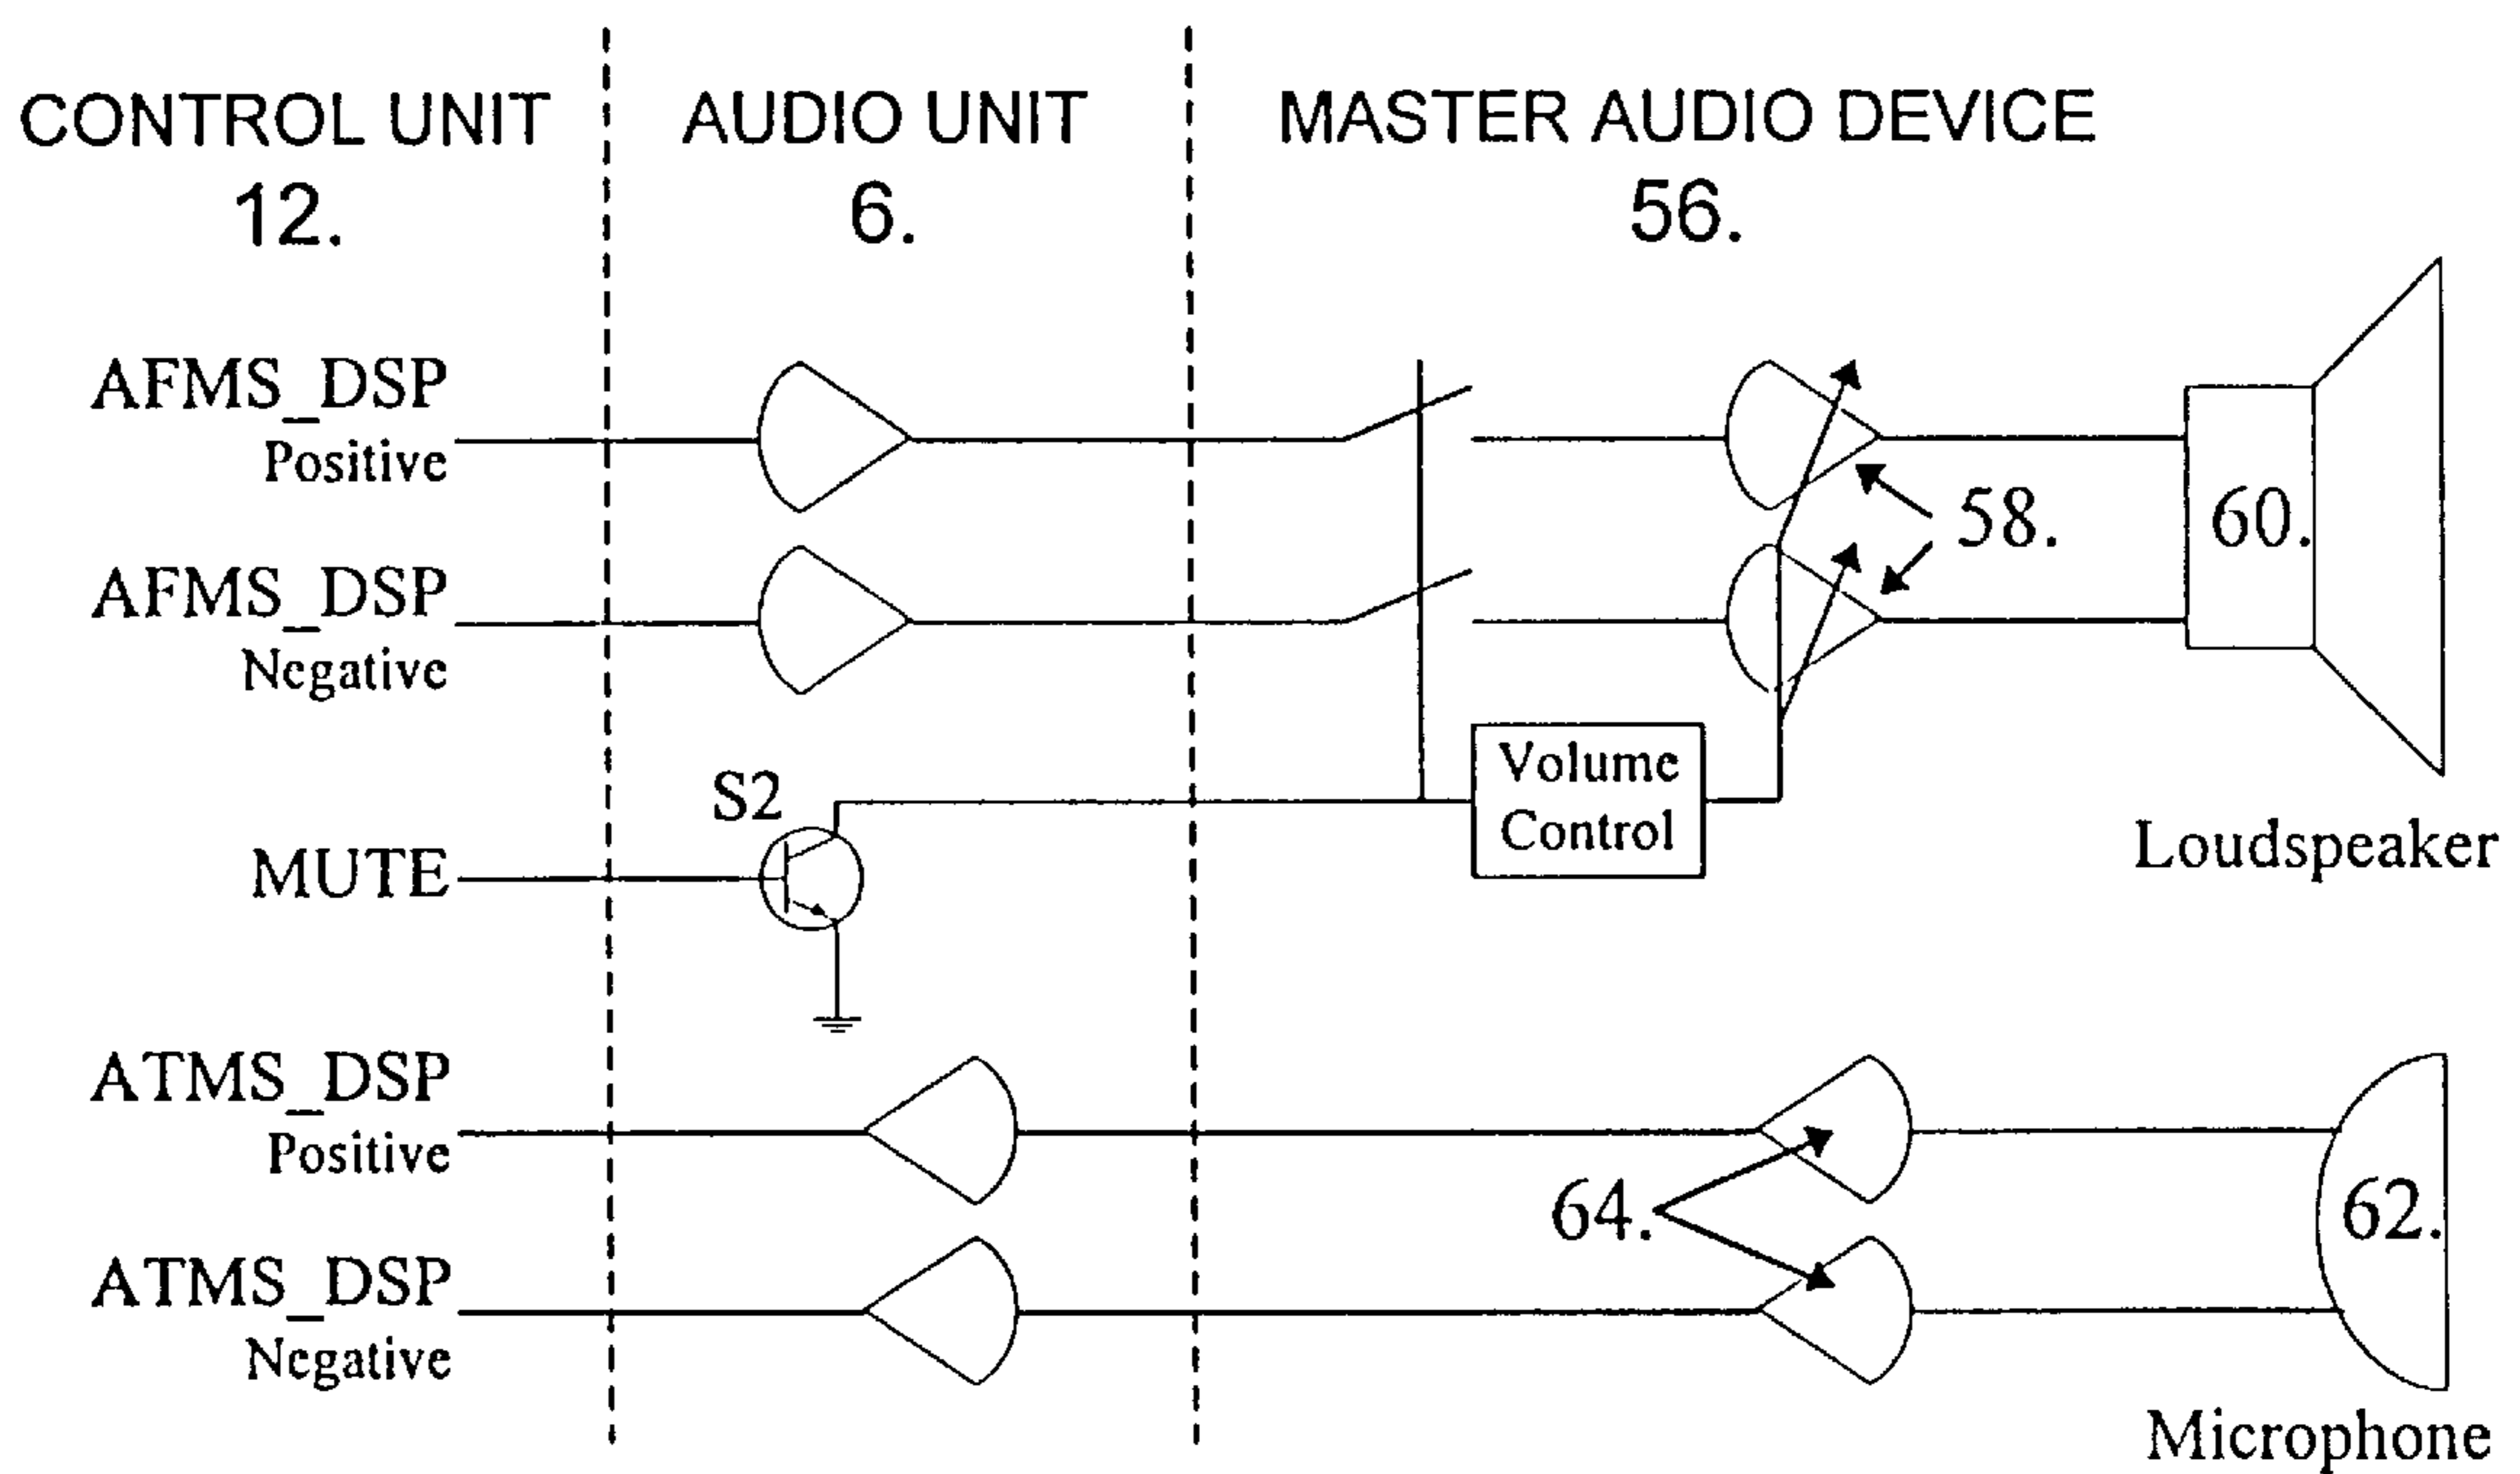 CONTROL UNIT
12.
AUDIO UNIT
6.
MASTER AUDIO DEVICE
56.
AFMS_DSP
Positive
58.
60.
AFMS_DSP
Negative
S2
Volume
Control
Loudspeaker
MUTE
ATMS_DSP
Positive
64.
62.
ATMS_DSP
Negative
Microphone